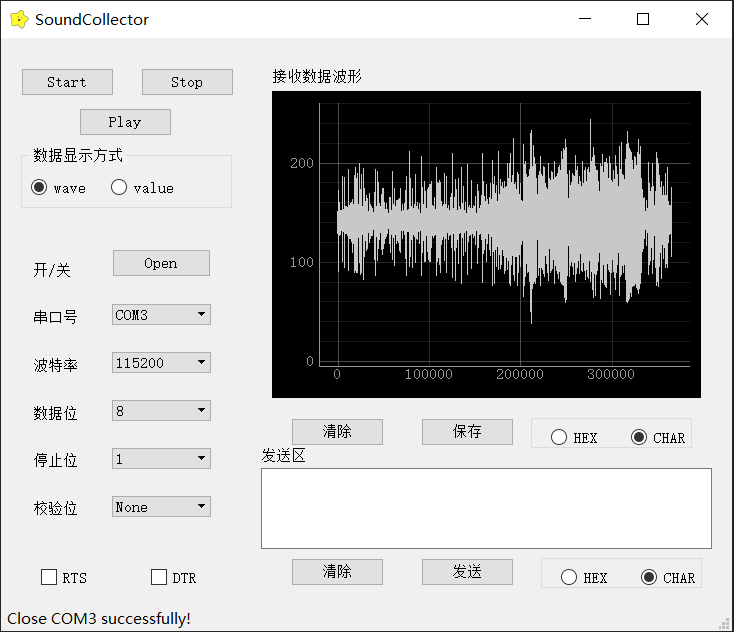 SoundCollector
Start
Stop
Play
数据显示方式
wave
value
开/关
Open
串口号
COM3
波特率
115200
数据位
8
停止位
1
校验位
None
RTS
DTR
接收数据波形
200
100
0
0
100000
200000
300000
清除
保存
HEX
CHAR
发送区
清除
发送
HEX
CHAR
Close COM3 successfully!